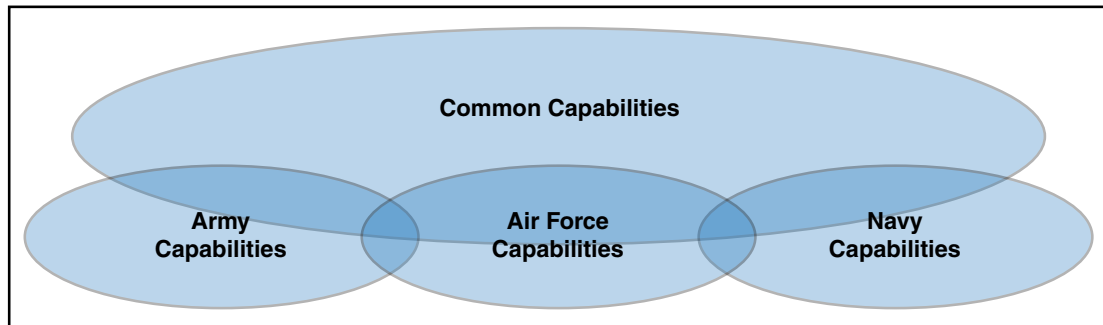 Common Capabilities
Army
Capabilities
Air Force
Capabilities
Navy
Capabilities